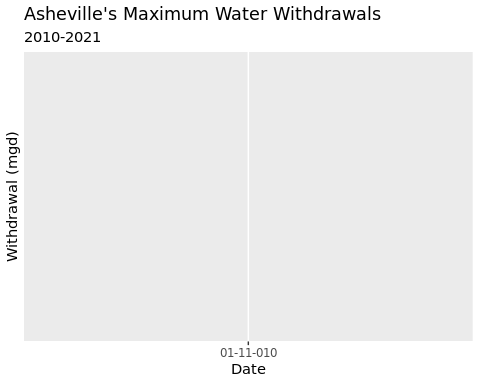 Asheville's Maximum Water Withdrawals
2010-2021
Withdrawal (mgd)
01-11-010
Date